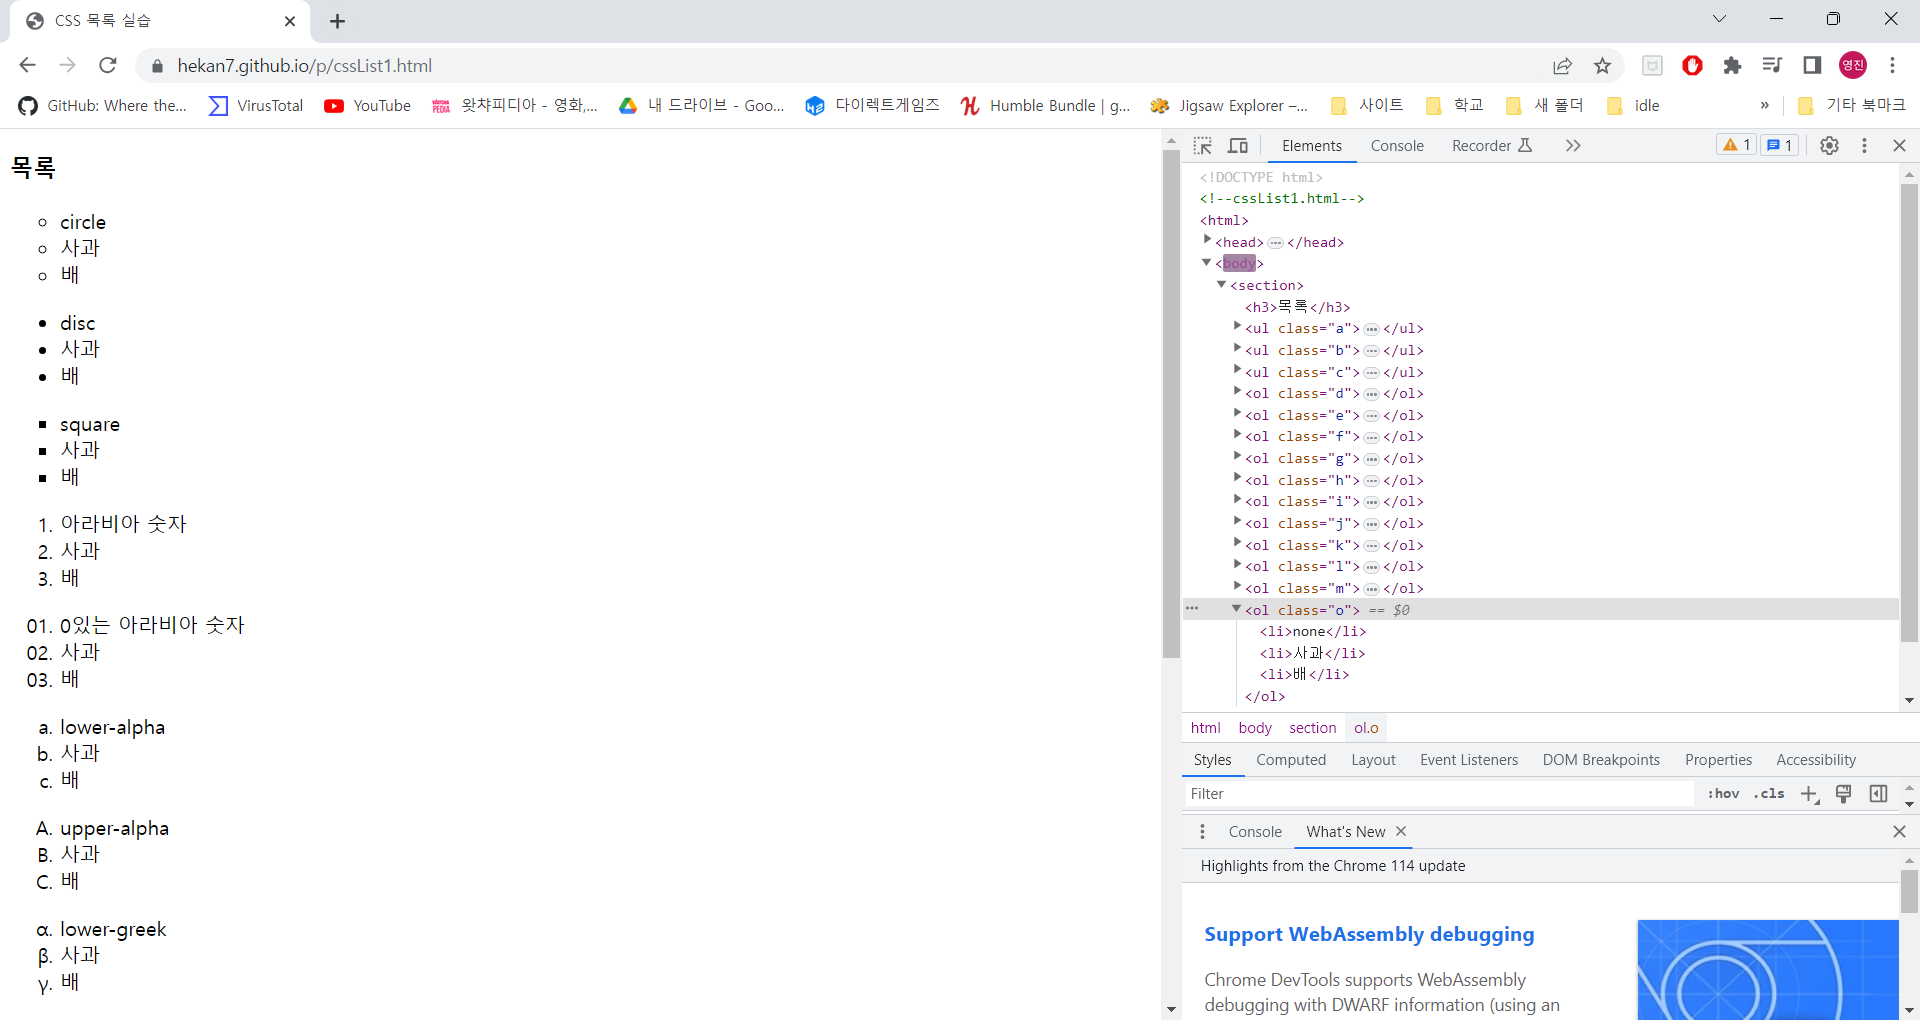 CSS 목록 실습
hekan7.github.io/p/cssList1.html
영진
GitHub: Where the...
VirusTotal
YouTube
왓챠피디아 - 영화,...
내 드라이브 - Goo...
다이렉트게임즈
Humble Bundle | g...
Jigsaw Explorer –...
사이트
학교
새 폴더
idle
»
기타 북마크
목록
circle
사과
배
disc
사과
배
square
사과
배
1. 아라비아 숫자
2. 사과
3. 배
01. 0있는 아라비아 숫자
02. 사과
03. 배
a. lower-alpha
b. 사과
c. 배
A. upper-alpha
B. 사과
C. 배
α. lower-greek
β. 사과
γ. 배
Elements Console Recorder
1 1
<!DOCTYPE html>
<!--cssList1.html-->
<html>
<head>…</head>
<body>
<section>
<h3>목록</h3>
<ul class="a">…</ul>
<ul class="b">…</ul>
<ul class="c">…</ul>
<ol class="d">…</ol>
<ol class="e">…</ol>
<ol class="f">…</ol>
<ol class="g">…</ol>
<ol class="h">…</ol>
<ol class="i">…</ol>
<ol class="j">…</ol>
<ol class="k">…</ol>
<ol class="l">…</ol>
<ol class="m">…</ol>
<ol class="o"> == $0
<li>none</li>
<li>사과</li>
<li>배</li>
</ol>
html body section ol.o
Styles Computed Layout Event Listeners DOM Breakpoints Properties Accessibility
Filter :hov .cls
Console What's New
Highlights from the Chrome 114 update
Support WebAssembly debugging
Chrome DevTools supports WebAssembly
debugging with DWARF information (using an